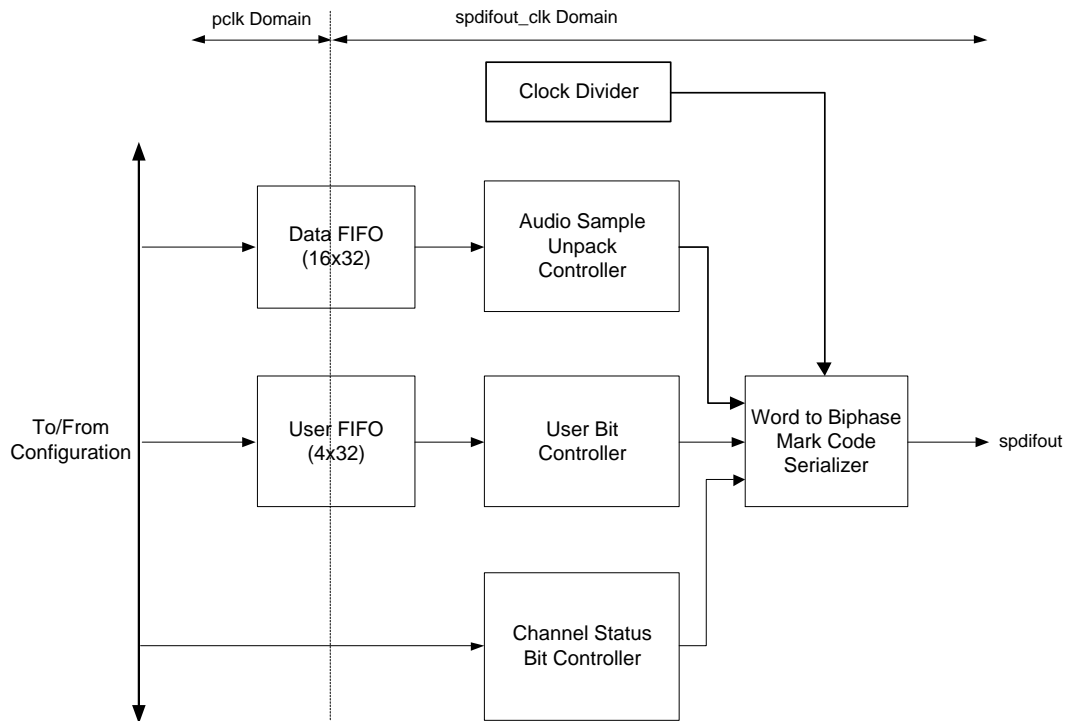 pclk Domain
spdifout_clk Domain
Clock Divider
Data FIFO
(16x32)
Audio Sample
Unpack
Controller
To/From
Configuration
User FIFO
(4x32)
User Bit
Controller
Word to Biphase
Mark Code
Serializer
spdifout
Channel Status
Bit Controller